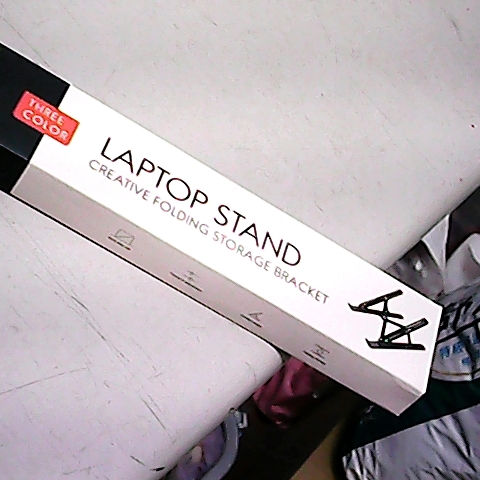 THREE
COLOR
LAPTOP STAND
CREATIVE FOLDING STORAGE BRACKET